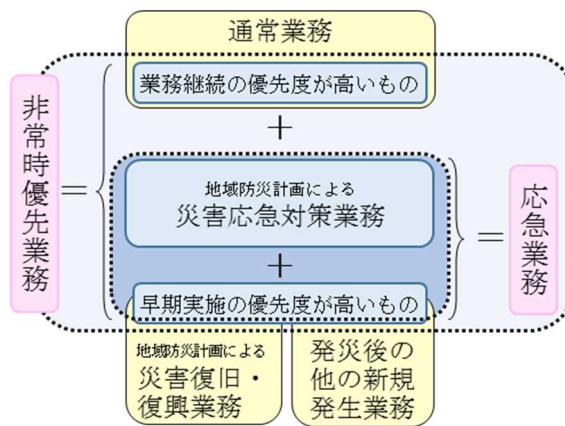 通常業務
業務継続の優先度が高いもの
+
非常時優先業務
=
地域防災計画による
災害応急対策業務
+
早期実施の優先度が高いもの
=
応急業務
地域防災計画による
災害復旧・
復興業務
発災後の
他の新規
発生業務